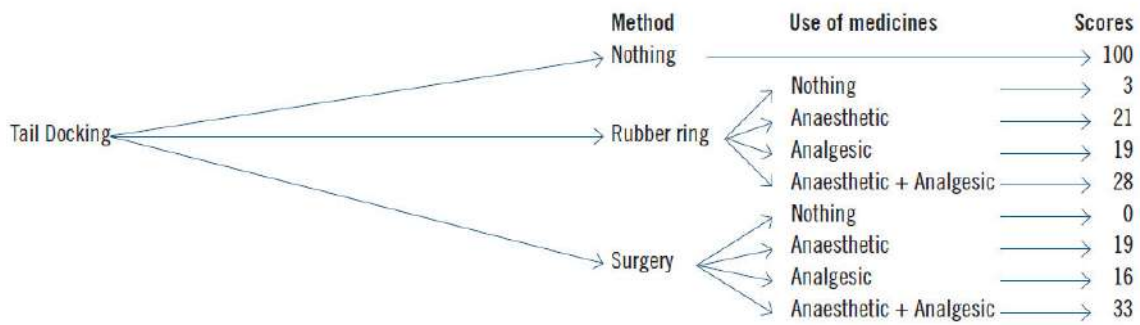 Method Use of medicines Scores
Nothing 100
Nothing 3
Anaesthetic 21
Tail Docking Rubber ring
Analgesic 19
Anaesthetic + Analgesic 28
Nothing 0
Anaesthetic 19
Surgery
Analgesic 16
Anaesthetic + Analgesic 33